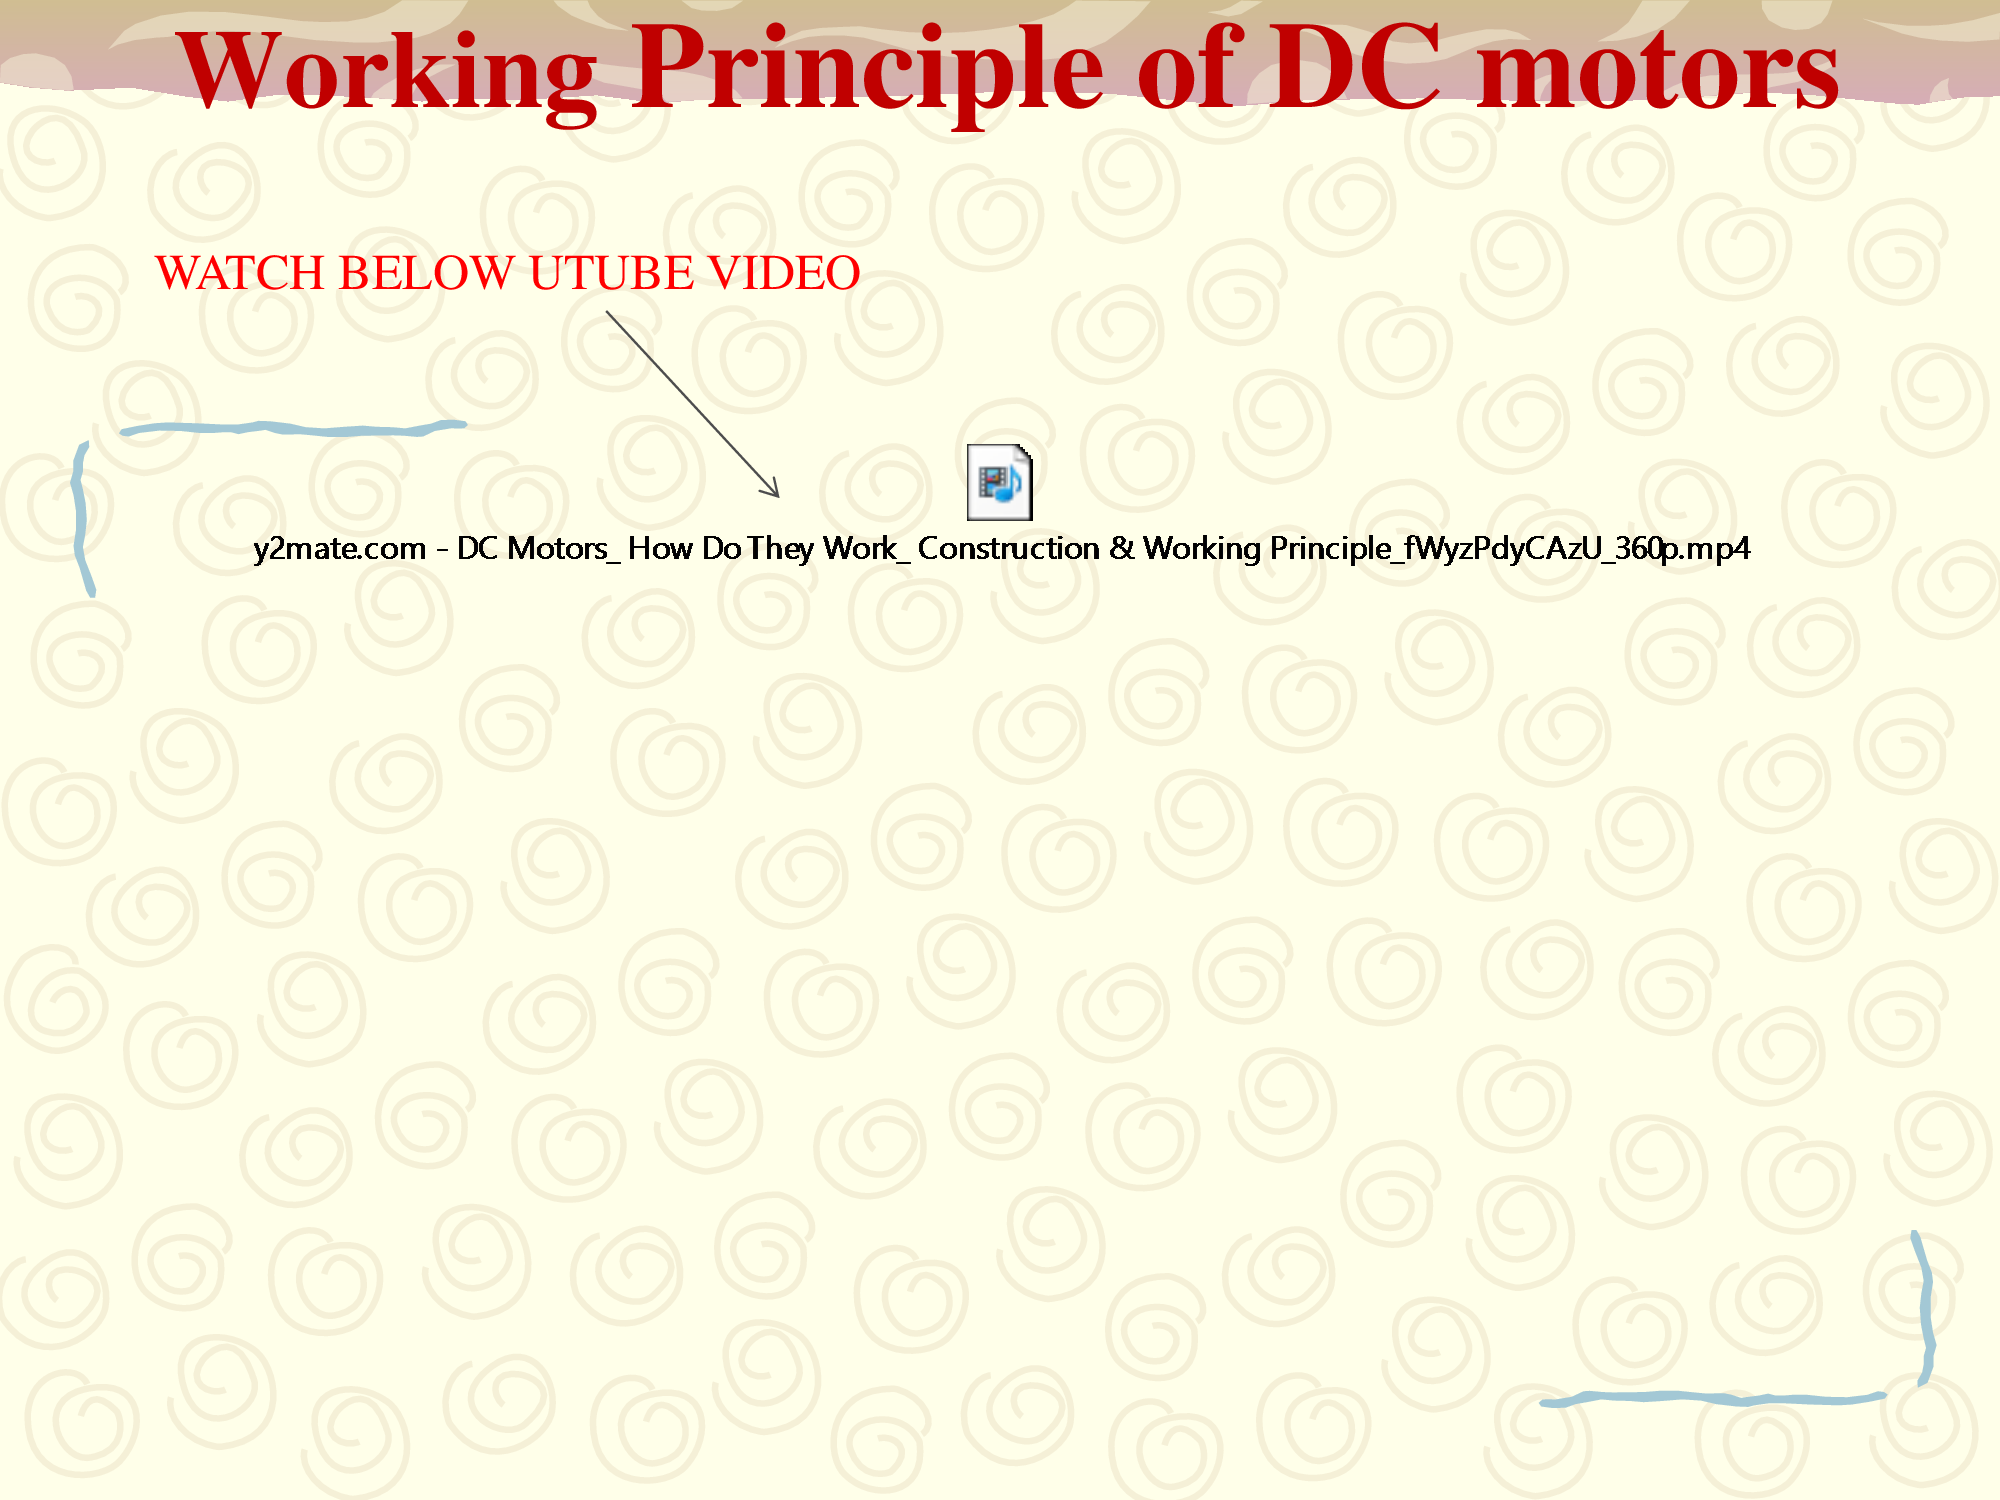 Working Principle of DC motors
WATCH BELOW UTUBE VIDEO
y2mate.com - DC Motors_ How Do They Work_ Construction & Working Principle_fWyzPdyCAzU_360p.mp4